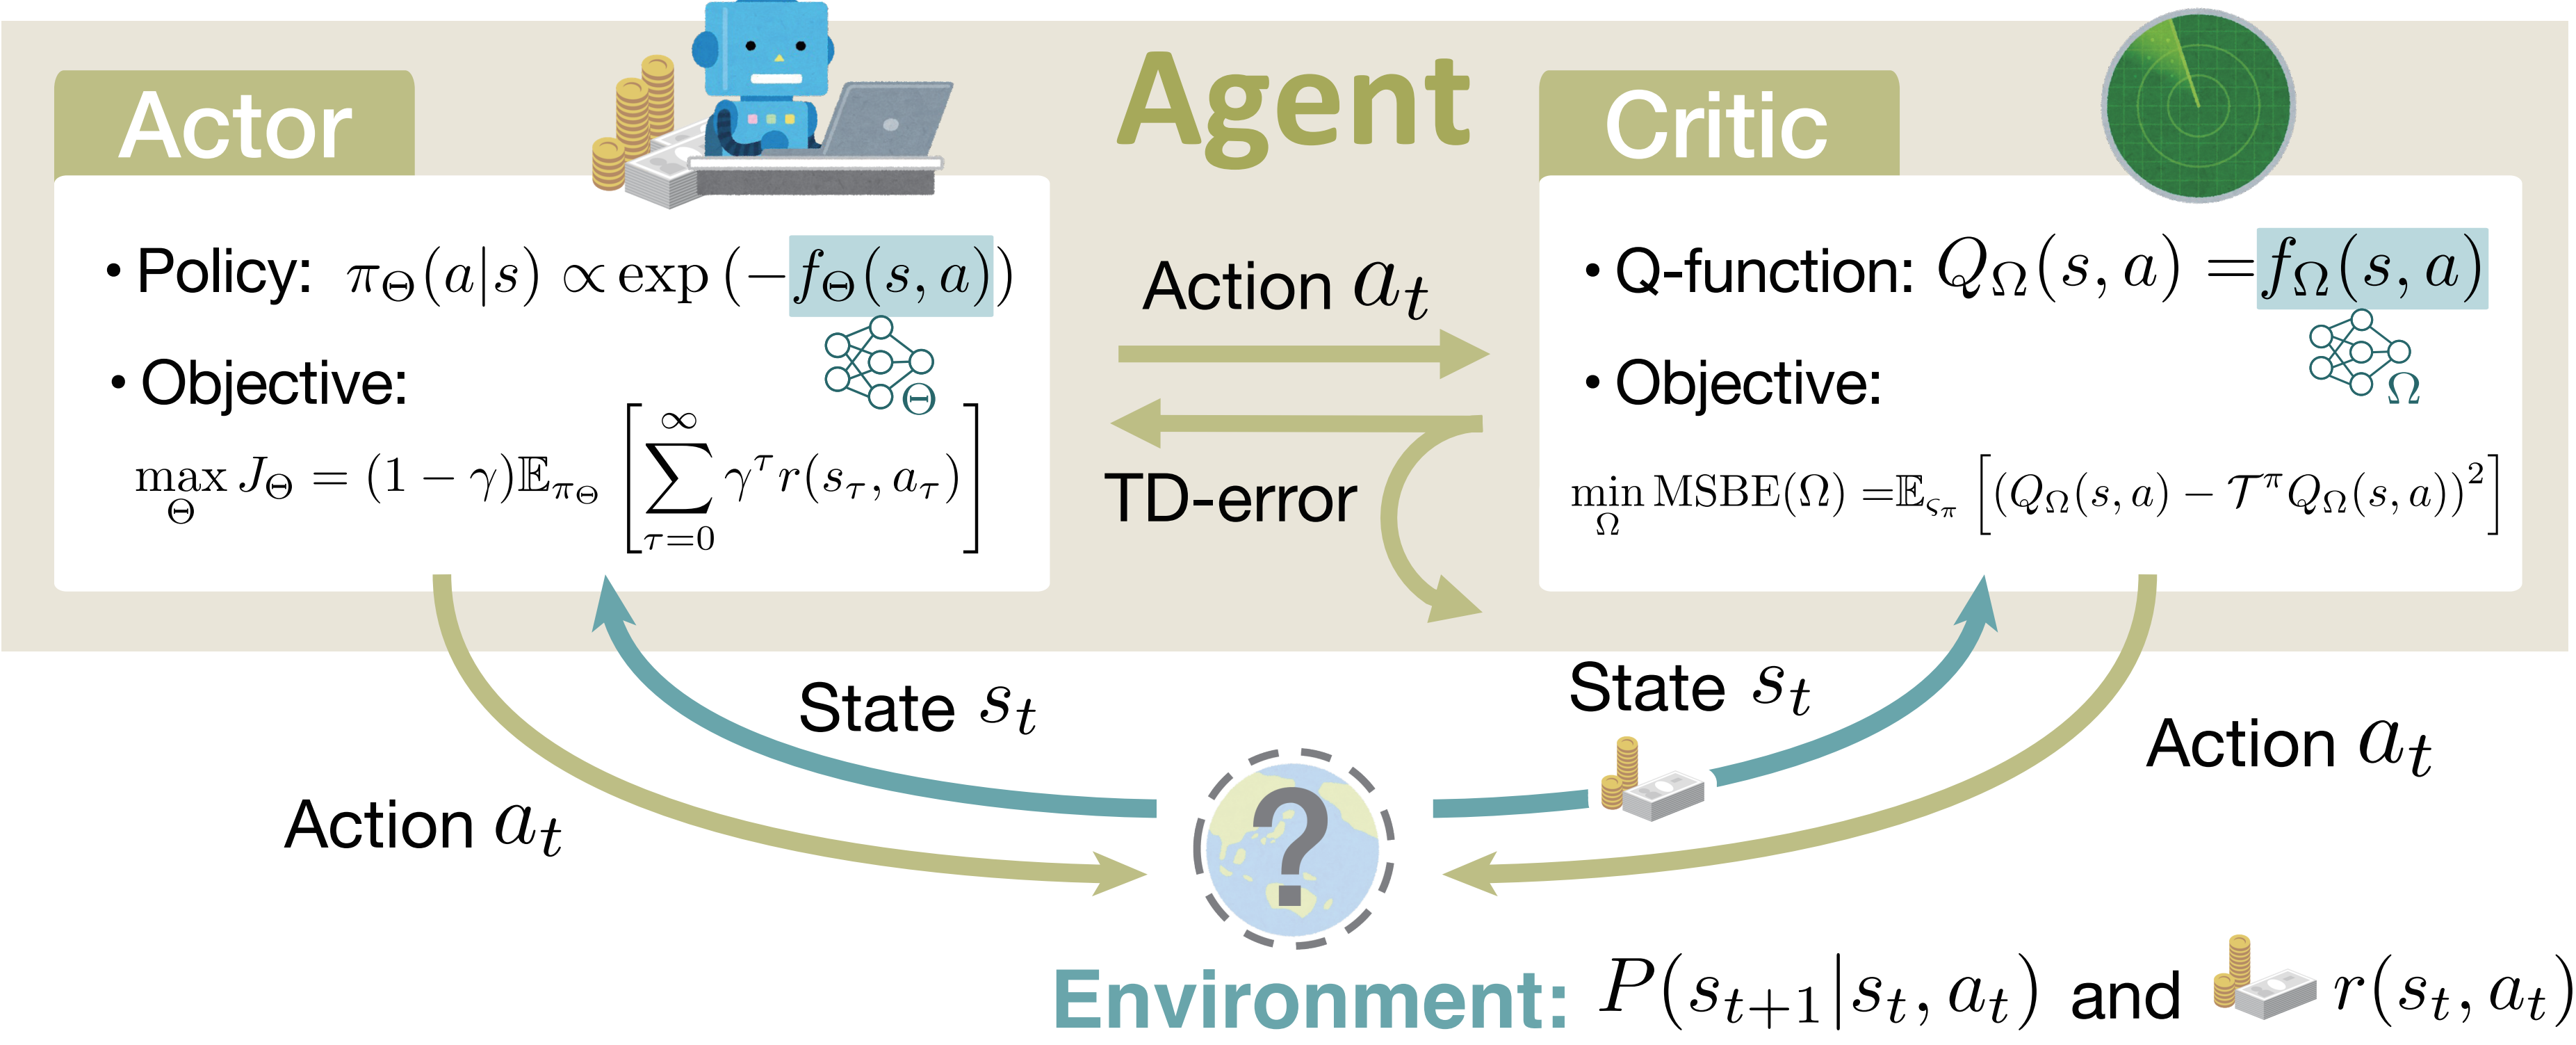 Agent
Actor
• Policy: π_Θ(a|s) ∝ exp (−f_Θ(s, a))
Θ
• Objective:
max_Θ J_Θ = (1 − γ)𝔼_{π_Θ} [∑_{τ=0}^{∞} γ^τ r(s_τ, a_τ)]
Action a_t
TD-error
Critic
• Q-function: Q_Ω(s, a) = f_Ω(s, a)
Ω
• Objective:
min_Ω MSBE(Ω) = 𝔼_{ς_π} [(Q_Ω(s, a) − 𝒯^π Q_Ω(s, a))^2]
State s_t
State s_t
Action a_t
Action a_t
?
Environment: P(s_{t+1}|s_t, a_t) and r(s_t, a_t)